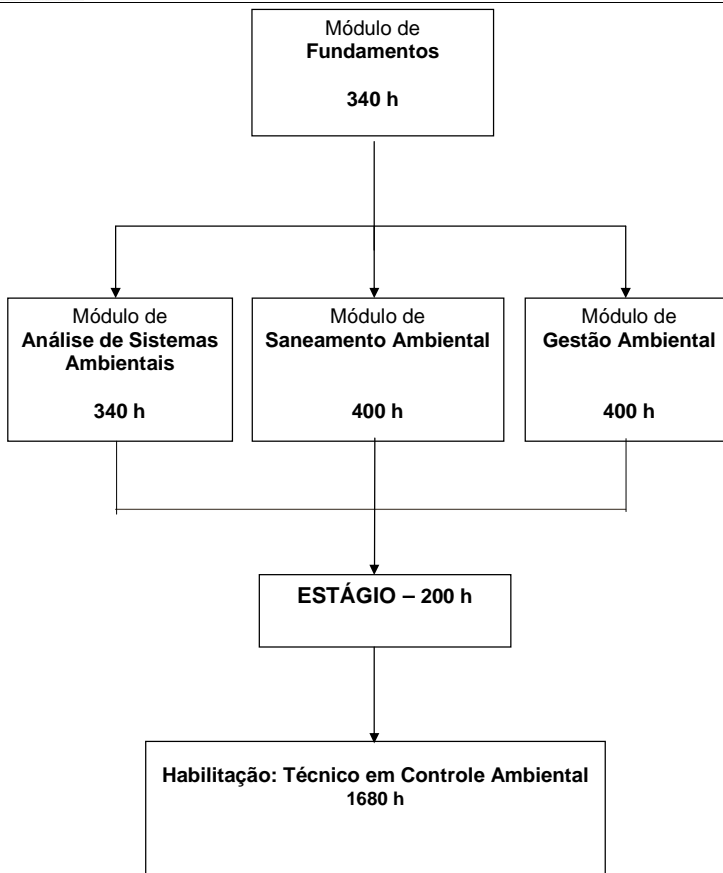 Módulo de
Fundamentos
340 h
Módulo de
Análise de Sistemas
Ambientais
340 h
Módulo de
Saneamento Ambiental
400 h
Módulo de
Gestão Ambiental
400 h
ESTÁGIO – 200 h
Habilitação: Técnico em Controle Ambiental
1680 h